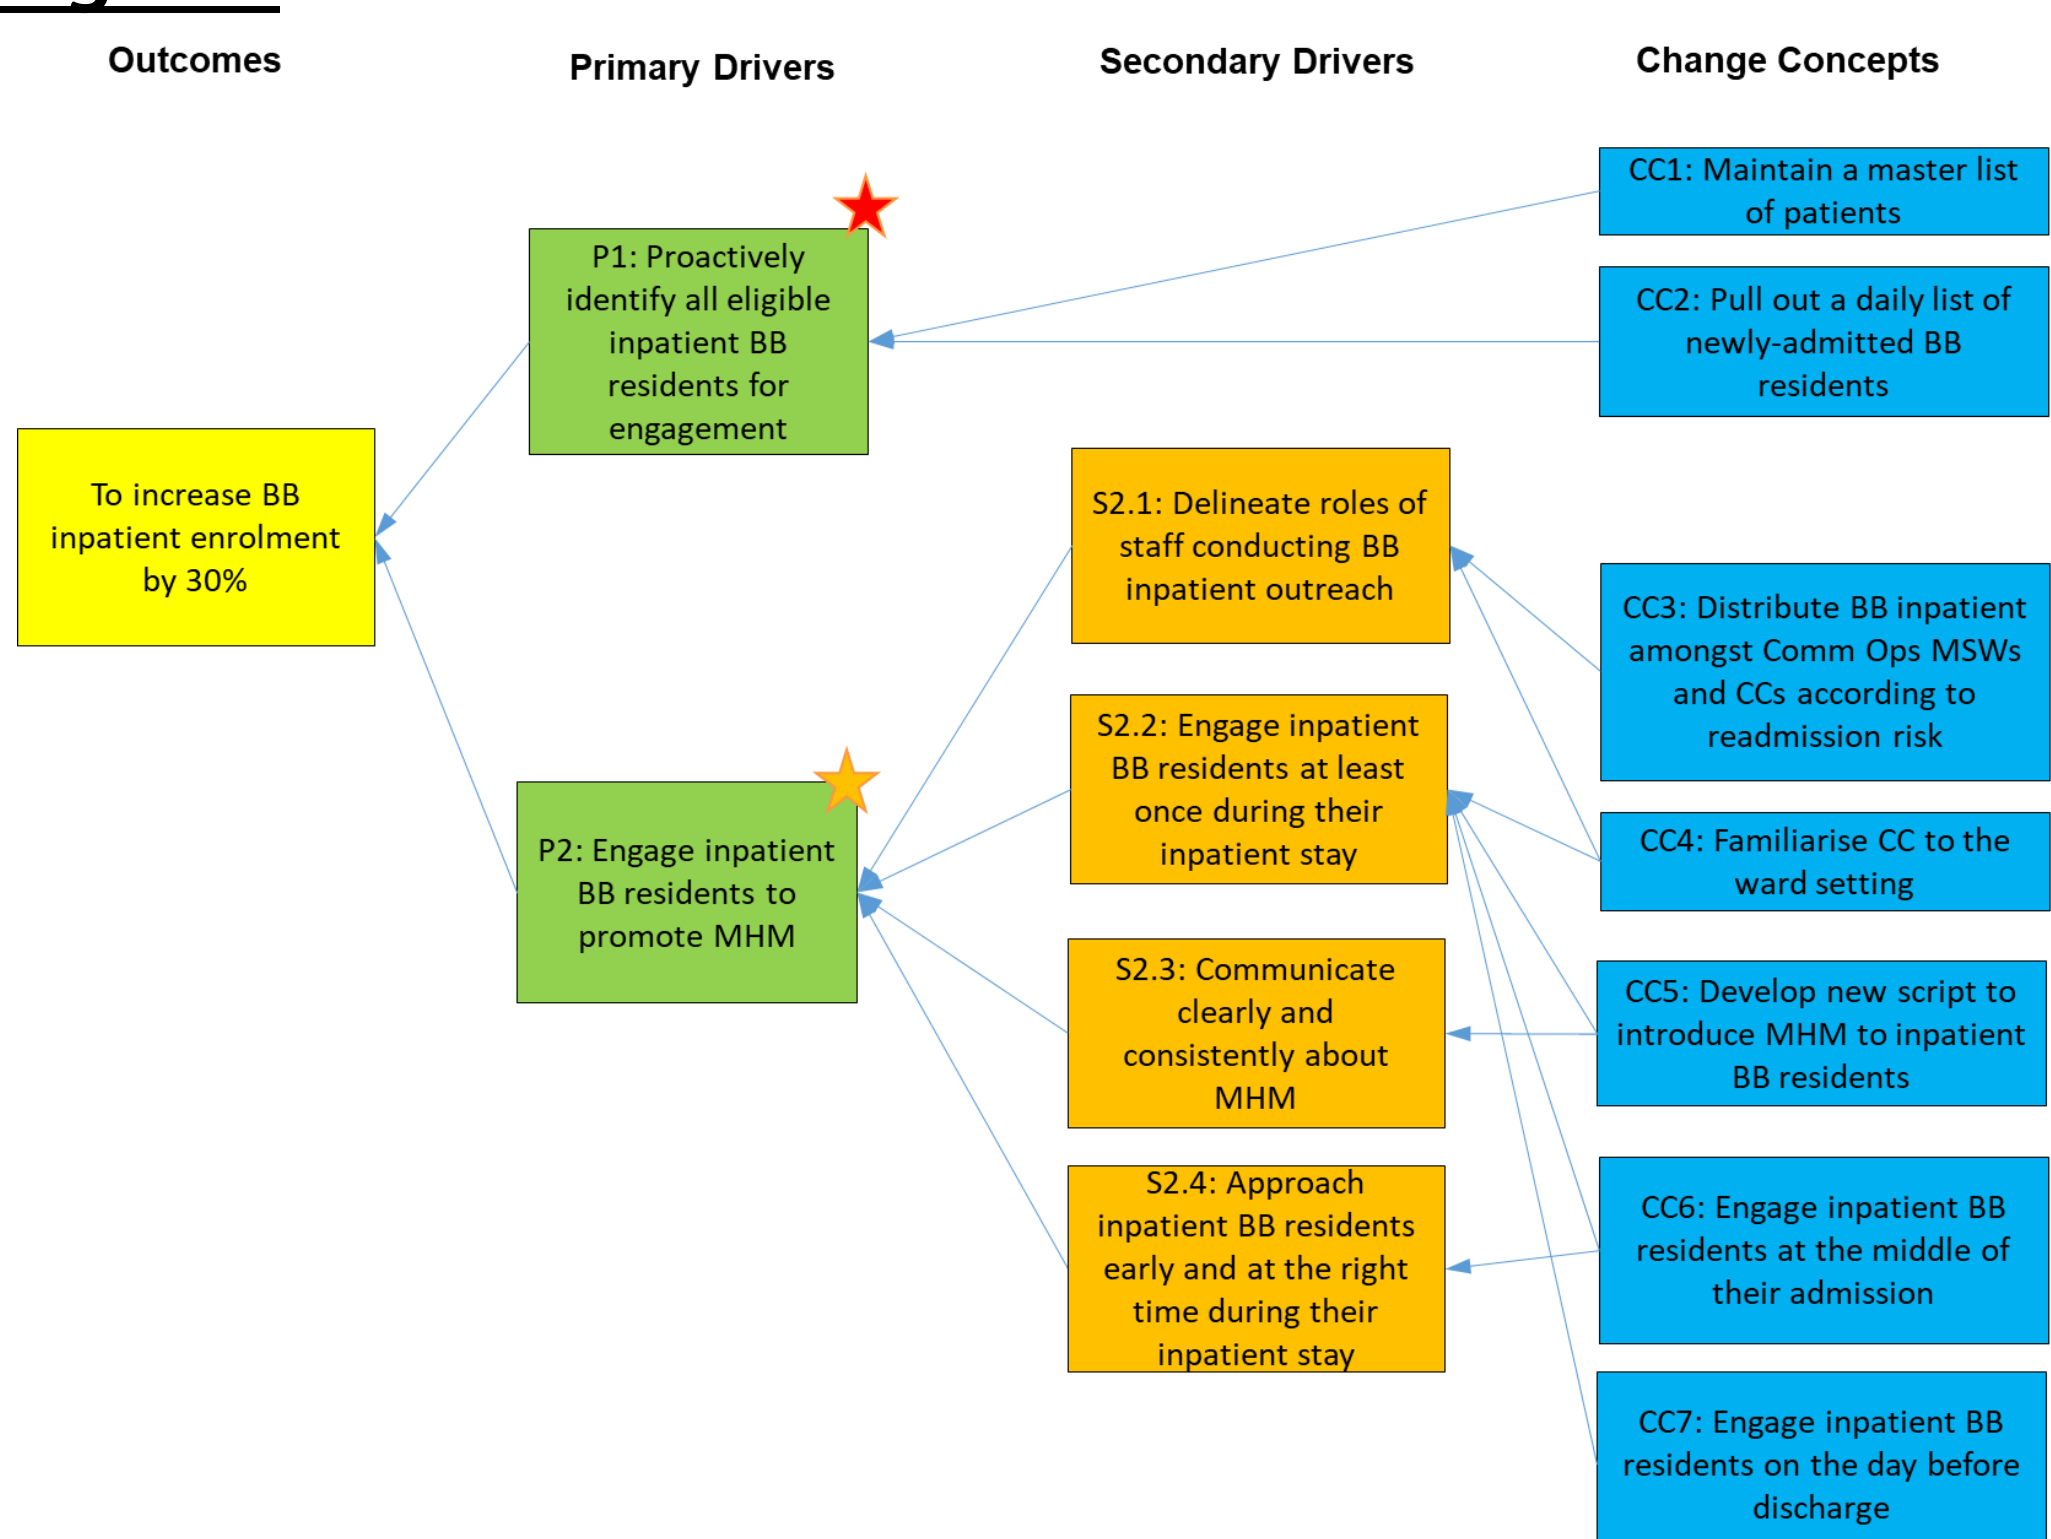 Outcomes
Primary Drivers
Secondary Drivers
Change Concepts
To increase BB
inpatient enrolment
by 30%
P1: Proactively
identify all eligible
inpatient BB
residents for
engagement
P2: Engage inpatient
BB residents to
promote MHM
S2.1: Delineate roles of
staff conducting BB
inpatient outreach
S2.2: Engage inpatient
BB residents at least
once during their
inpatient stay
S2.3: Communicate
clearly and
consistently about
MHM
S2.4: Approach
inpatient BB residents
early and at the right
time during their
inpatient stay
CC1: Maintain a master list
of patients
CC2: Pull out a daily list of
newly-admitted BB
residents
CC3: Distribute BB inpatient
amongst Comm Ops MSWs
and CCs according to
readmission risk
CC4: Familiarise CC to the
ward setting
CC5: Develop new script to
introduce MHM to inpatient
BB residents
CC6: Engage inpatient BB
residents at the middle of
their admission
CC7: Engage inpatient BB
residents on the day before
discharge